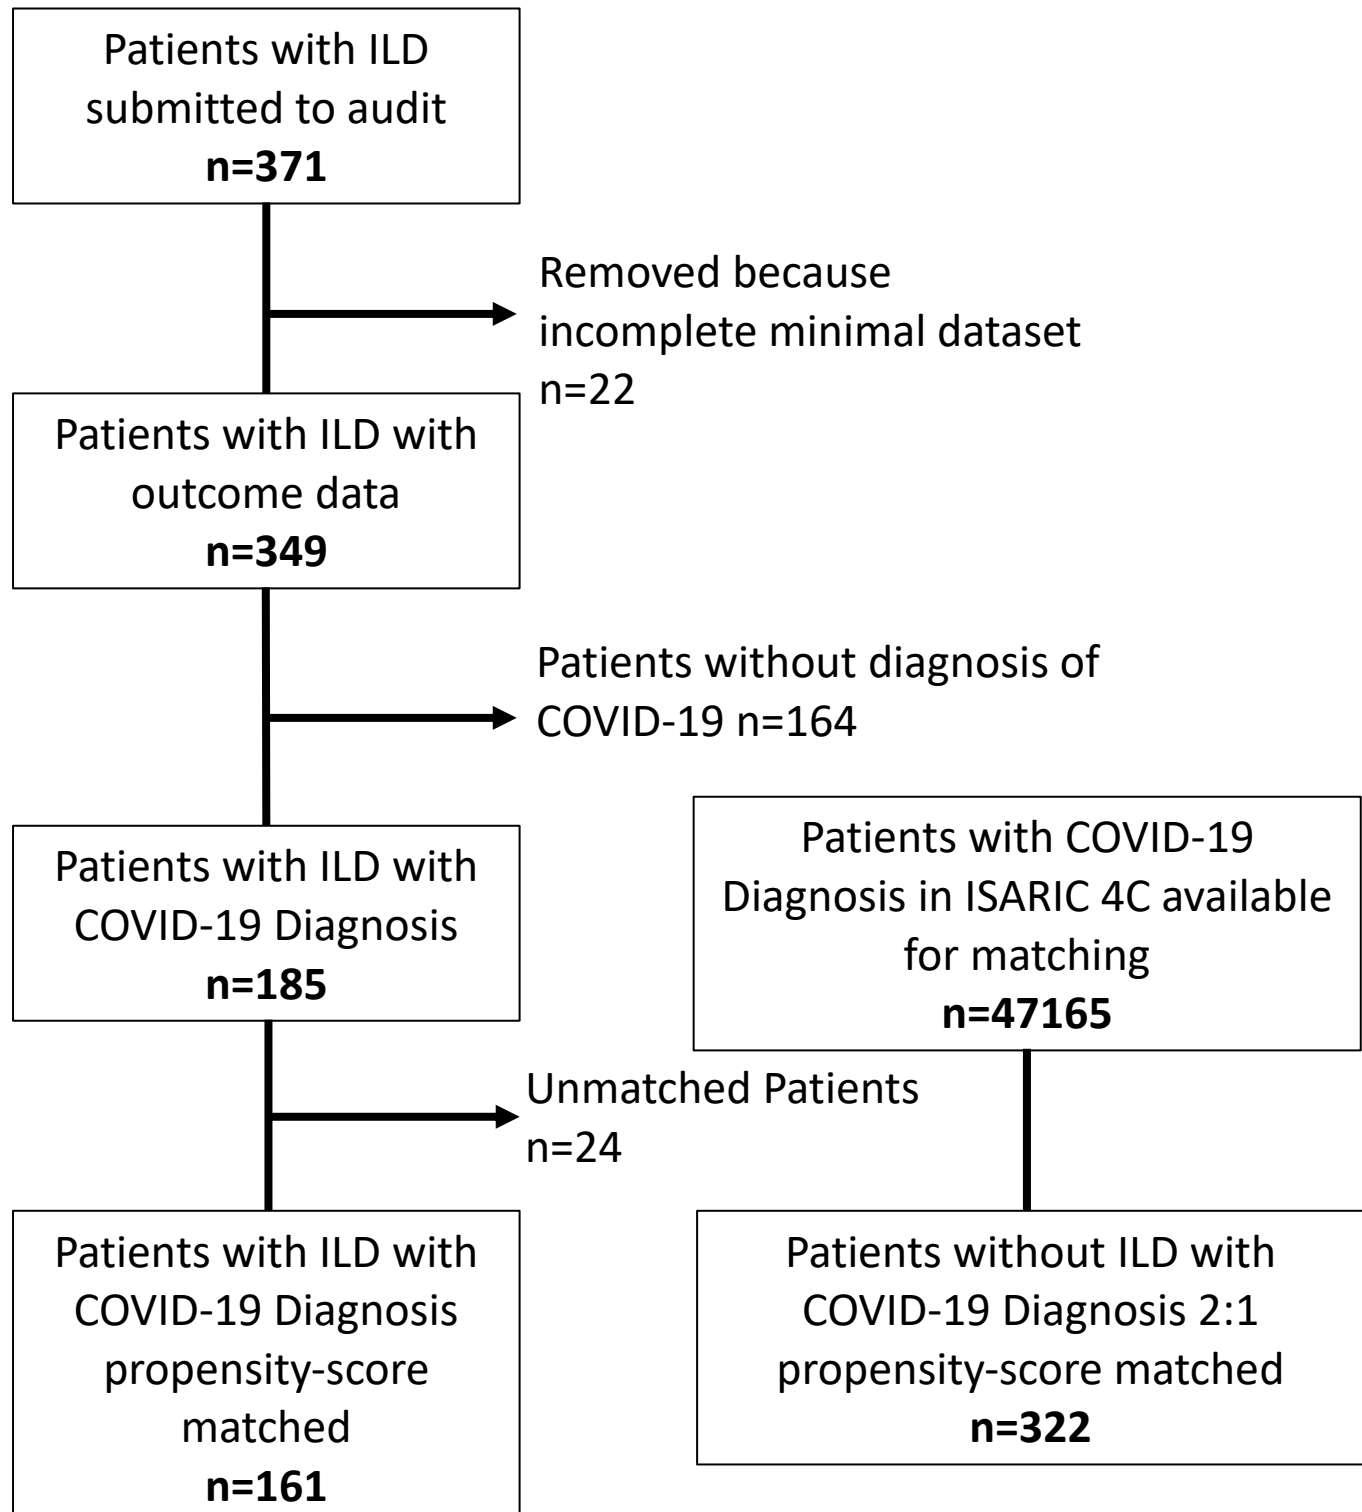 Patients with ILD
submitted to audit
n=371
Removed because
incomplete minimal dataset
n=22
Patients with ILD with
outcome data
n=349
Patients without diagnosis of
COVID-19 n=164
Patients with ILD with
COVID-19 Diagnosis
n=185
Patients with COVID-19
Diagnosis in ISARIC 4C available
for matching
n=47165
Unmatched Patients
n=24
Patients with ILD with
COVID-19 Diagnosis
propensity-score
matched
n=161
Patients without ILD with
COVID-19 Diagnosis 2:1
propensity-score matched
n=322